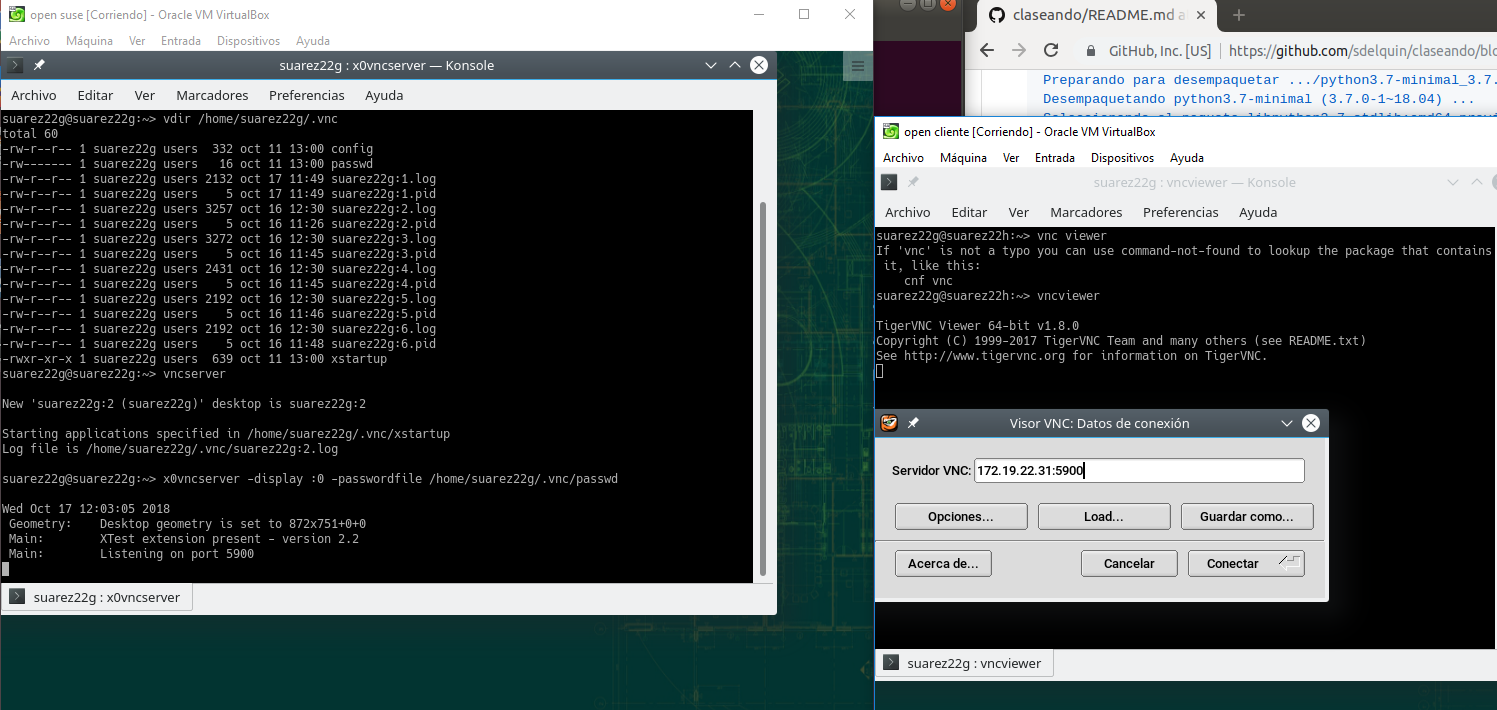 open suse [Corriendo] - Oracle VM VirtualBox
Archivo Máquina Ver Entrada Dispositivos Ayuda
suarez22g : x0vncserver — Konsole
Archivo Editar Ver Marcadores Preferencias Ayuda
suarez22g@suarez22g:~> vdir /home/suarez22g/.vnc
total 60
-rw-r--r-- 1 suarez22g users  332 oct 11 13:00 config
-rw------- 1 suarez22g users   16 oct 11 13:00 passwd
-rw-r--r-- 1 suarez22g users 2132 oct 17 11:49 suarez22g:1.log
-rw-r--r-- 1 suarez22g users    5 oct 17 11:49 suarez22g:1.pid
-rw-r--r-- 1 suarez22g users 3257 oct 16 12:30 suarez22g:2.log
-rw-r--r-- 1 suarez22g users    5 oct 16 11:26 suarez22g:2.pid
-rw-r--r-- 1 suarez22g users 3272 oct 16 12:30 suarez22g:3.log
-rw-r--r-- 1 suarez22g users    5 oct 16 11:45 suarez22g:3.pid
-rw-r--r-- 1 suarez22g users 2431 oct 16 12:30 suarez22g:4.log
-rw-r--r-- 1 suarez22g users    5 oct 16 11:45 suarez22g:4.pid
-rw-r--r-- 1 suarez22g users 2192 oct 16 12:30 suarez22g:5.log
-rw-r--r-- 1 suarez22g users    5 oct 16 11:46 suarez22g:5.pid
-rw-r--r-- 1 suarez22g users 2192 oct 16 12:30 suarez22g:6.log
-rw-r--r-- 1 suarez22g users    5 oct 16 11:48 suarez22g:6.pid
-rwxr-xr-x 1 suarez22g users  639 oct 11 13:00 xstartup
suarez22g@suarez22g:~> vncserver
New 'suarez22g:2 (suarez22g)' desktop is suarez22g:2
Starting applications specified in /home/suarez22g/.vnc/xstartup
Log file is /home/suarez22g/.vnc/suarez22g:2.log
suarez22g@suarez22g:~> x0vncserver -display :0 -passwordfile /home/suarez22g/.vnc/passwd
Wed Oct 17 12:03:05 2018
Geometry:    Desktop geometry is set to 872x751+0+0
Main:        XTest extension present - version 2.2
Main:        Listening on port 5900
suarez22g : x0vncserver
claseando/README.md
GitHub, Inc. [US] | https://github.com/sdelquin/claseando/blo
Preparando para desempaquetar .../python3.7-minimal_3.7.
Desempaquetando python3.7-minimal (3.7.0-1~18.04) ...
open cliente [Corriendo] - Oracle VM VirtualBox
Archivo Máquina Ver Entrada Dispositivos Ayuda
suarez22g : vncviewer — Konsole
Archivo Editar Ver Marcadores Preferencias Ayuda
suarez22g@suarez22h:~> vnc viewer
If 'vnc' is not a typo you can use command-not-found to lookup the package that contains
it, like this:
cnf vnc
suarez22g@suarez22h:~> vncviewer
TigerVNC Viewer 64-bit v1.8.0
Copyright (C) 1999-2017 TigerVNC Team and many others (see README.txt)
See http://www.tigervnc.org for information on TigerVNC.
Visor VNC: Datos de conexión
Servidor VNC: 172.19.22.31:5900
Opciones... Load... Guardar como...
Acerca de... Cancelar Conectar
suarez22g : vncviewer